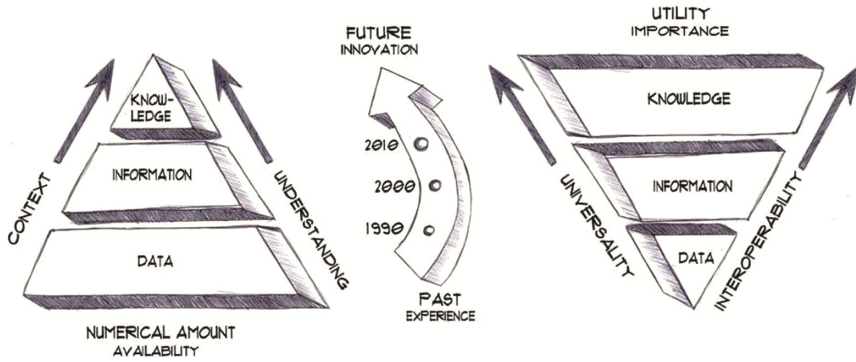 KNOW-
LEDGE
INFORMATION
DATA
CONTEXT
UNDERSTANDING
NUMERICAL AMOUNT
AVAILABILITY
FUTURE
INNOVATION
2010
2000
1990
PAST
EXPERIENCE
UTILITY
IMPORTANCE
KNOWLEDGE
INFORMATION
DATA
UNIVERSALITY
INTEROPERABILITY